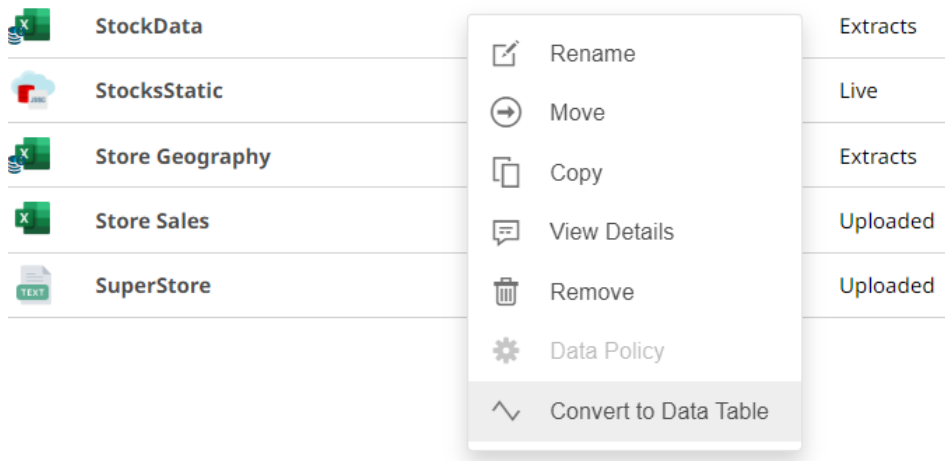 StockData
Extracts
Rename
StocksStatic
Live
Move
Store Geography
Extracts
Copy
Store Sales
Uploaded
View Details
TEXT
SuperStore
Uploaded
Remove
Data Policy
Convert to Data Table